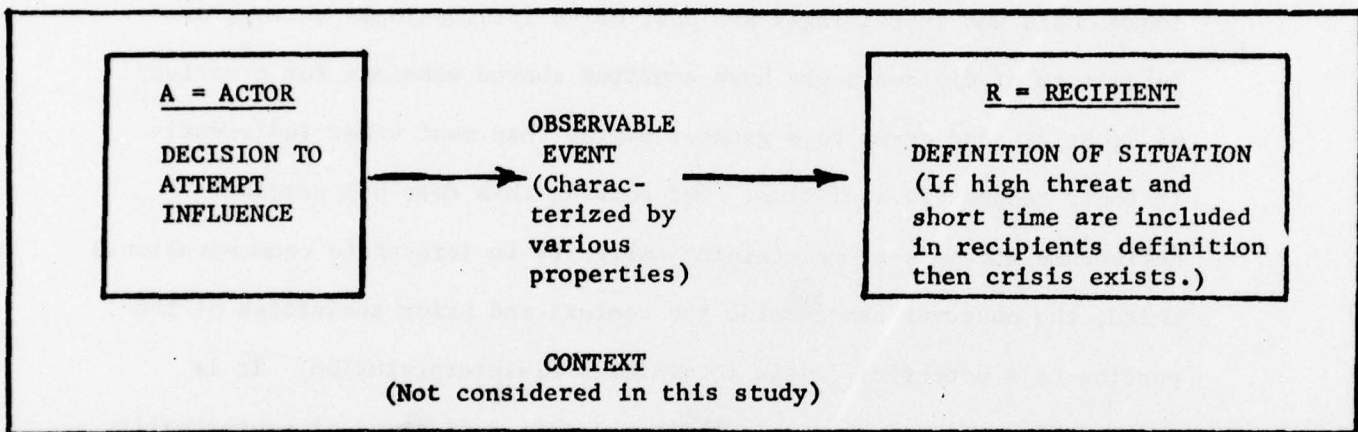 A = ACTOR
DECISION TO
ATTEMPT
INFLUENCE
OBSERVABLE
EVENT
(Charac-
terized by
various
properties)
R = RECIPIENT
DEFINITION OF SITUATION
(If high threat and
short time are included
in recipients definition
then crisis exists.)
CONTEXT
(Not considered in this study)